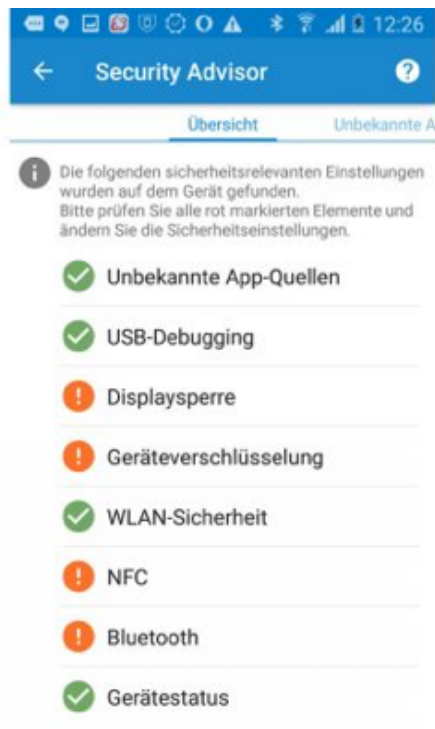 12:26
Security Advisor
Übersicht Unbekannte A
Die folgenden sicherheitsrelevanten Einstellungen
wurden auf dem Gerät gefunden.
Bitte prüfen Sie alle rot markierten Elemente und
ändern Sie die Sicherheitseinstellungen.
Unbekannte App-Quellen
USB-Debugging
Displaysperre
Geräteverschlüsselung
WLAN-Sicherheit
NFC
Bluetooth
Gerätestatus